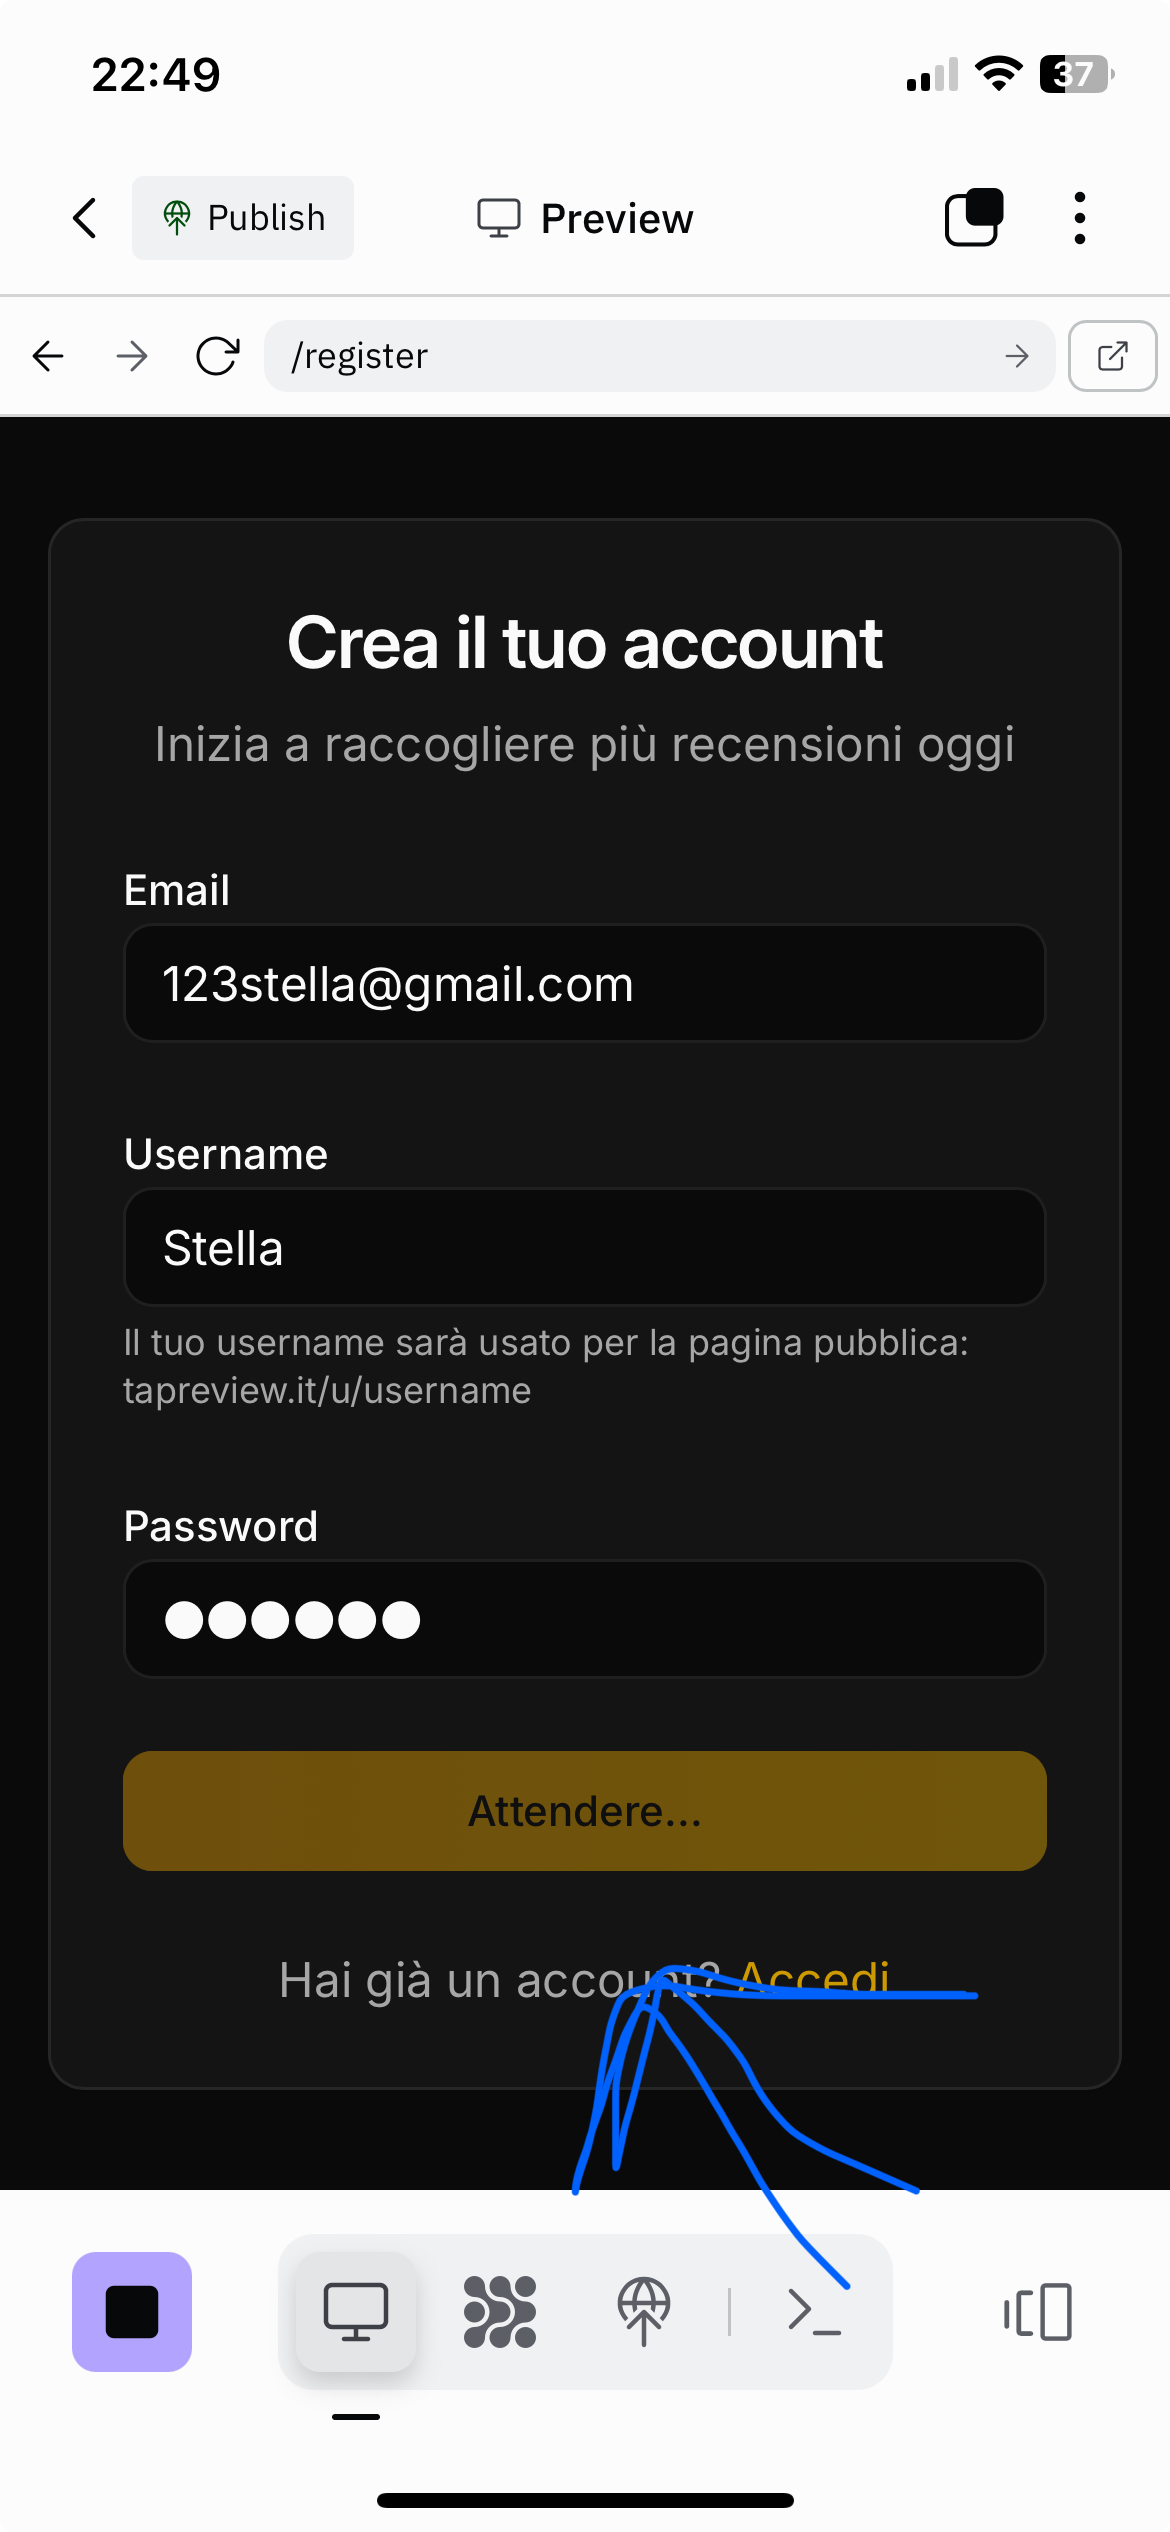 22:49
37
Publish
Preview
/register
Crea il tuo account
Inizia a raccogliere più recensioni oggi
Email
123stella@gmail.com
Username
Stella
Il tuo username sarà usato per la pagina pubblica:
tapreview.it/u/username
Password
Attendere...
Hai già un account? Accedi